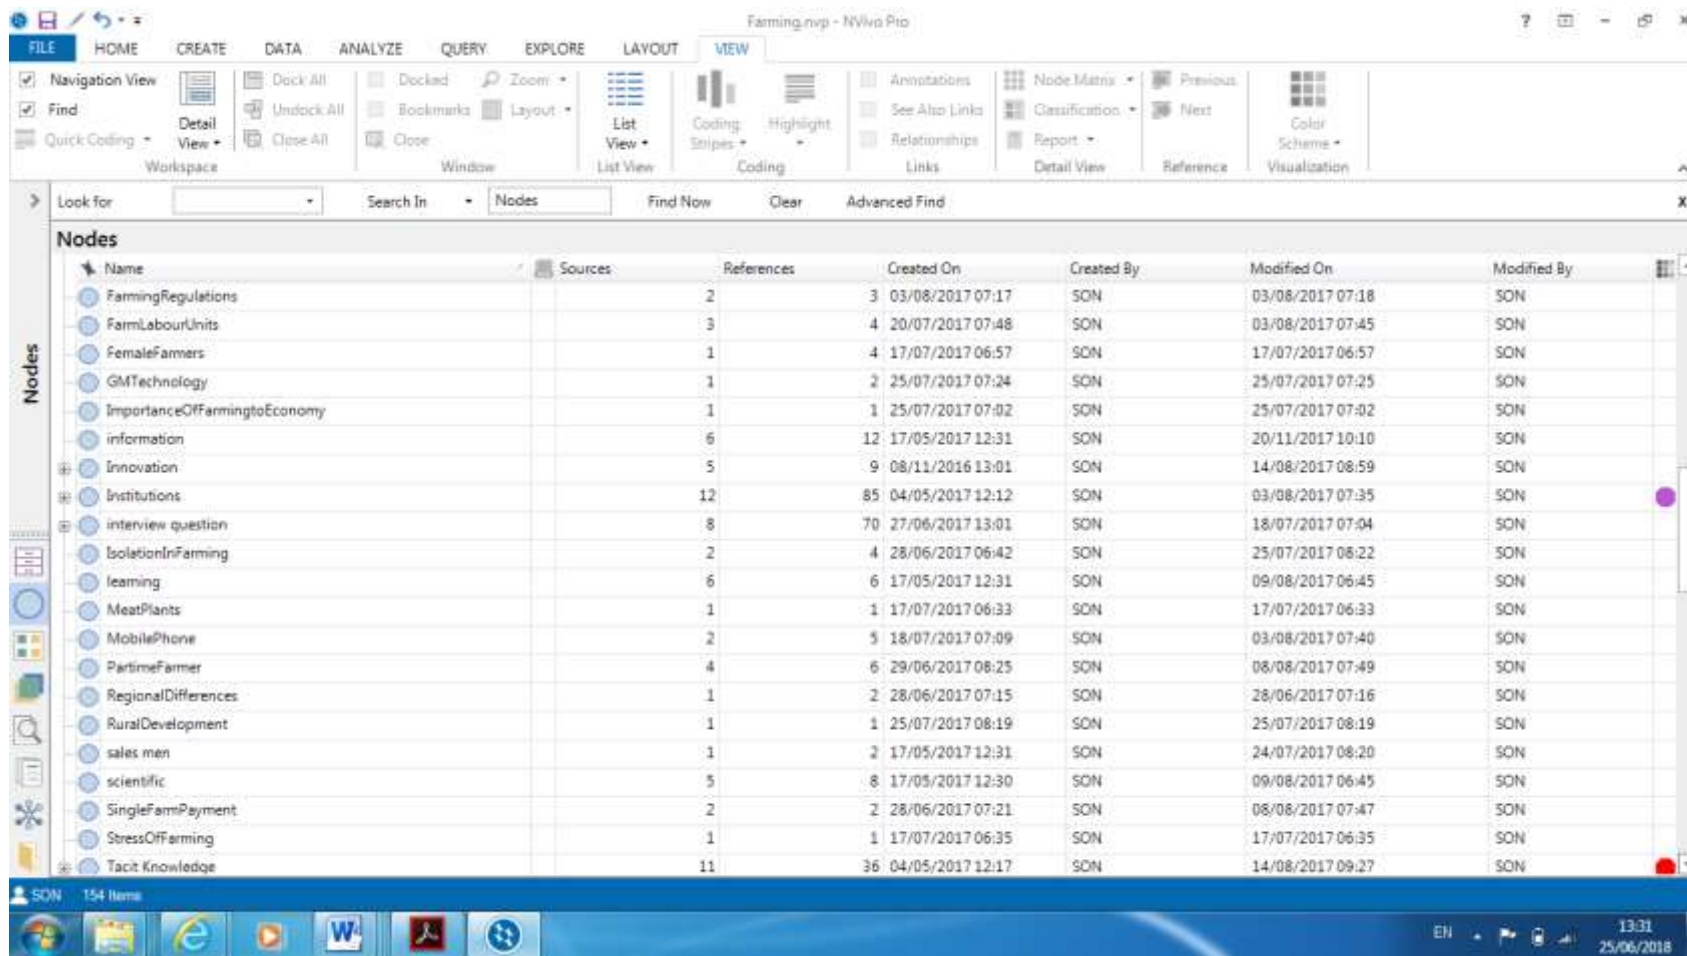 Farming.nvp - NVivo Pro
FILE HOME CREATE DATA ANALYZE QUERY EXPLORE LAYOUT VIEW
Navigation View Dock All Docked Zoom Annotations Node Matrix Previous
Find Undock All Bookmarks Layout See Also Links Classification Next
Quick Coding Detail View Close All Close List View Coding Stripes Highlight Relationships Report Color Scheme
Workspace Window List View Coding Links Detail View Reference Visualization
Look for Search In Nodes Find Now Clear Advanced Find X
Nodes
Nodes
Name Sources References Created On Created By Modified On Modified By
FarmingRegulations 2 3 03/08/2017 07:17 SON 03/08/2017 07:18 SON
FarmLabourUnits 3 4 20/07/2017 07:48 SON 03/08/2017 07:45 SON
FemaleFarmers 1 4 17/07/2017 06:57 SON 17/07/2017 06:57 SON
GMTechnology 1 2 25/07/2017 07:24 SON 25/07/2017 07:25 SON
ImportanceOfFarmingtoEconomy 1 1 25/07/2017 07:02 SON 25/07/2017 07:02 SON
information 6 12 17/05/2017 12:31 SON 20/11/2017 10:10 SON
Innovation 5 9 08/11/2016 13:01 SON 14/08/2017 08:59 SON
Institutions 12 85 04/05/2017 12:12 SON 03/08/2017 07:35 SON
interview question 8 70 27/06/2017 13:01 SON 18/07/2017 07:04 SON
IsolationInFarming 2 4 28/06/2017 06:42 SON 25/07/2017 08:22 SON
learning 6 6 17/05/2017 12:31 SON 09/08/2017 06:45 SON
MeatPlants 1 1 17/07/2017 06:33 SON 17/07/2017 06:33 SON
MobilePhone 2 5 18/07/2017 07:09 SON 03/08/2017 07:40 SON
PartimeFarmer 4 6 29/06/2017 08:25 SON 08/08/2017 07:49 SON
RegionalDifferences 1 2 28/06/2017 07:15 SON 28/06/2017 07:16 SON
RuralDevelopment 1 1 25/07/2017 08:19 SON 25/07/2017 08:19 SON
sales men 1 2 17/05/2017 12:31 SON 24/07/2017 08:20 SON
scientific 5 8 17/05/2017 12:30 SON 09/08/2017 06:45 SON
SingleFarmPayment 2 2 28/06/2017 07:21 SON 08/08/2017 07:47 SON
StressOfFarming 1 1 17/07/2017 06:35 SON 17/07/2017 06:35 SON
Tacit Knowledge 11 36 04/05/2017 12:17 SON 14/08/2017 09:27 SON
SON 154 Items
EN 13:31
25/06/2018